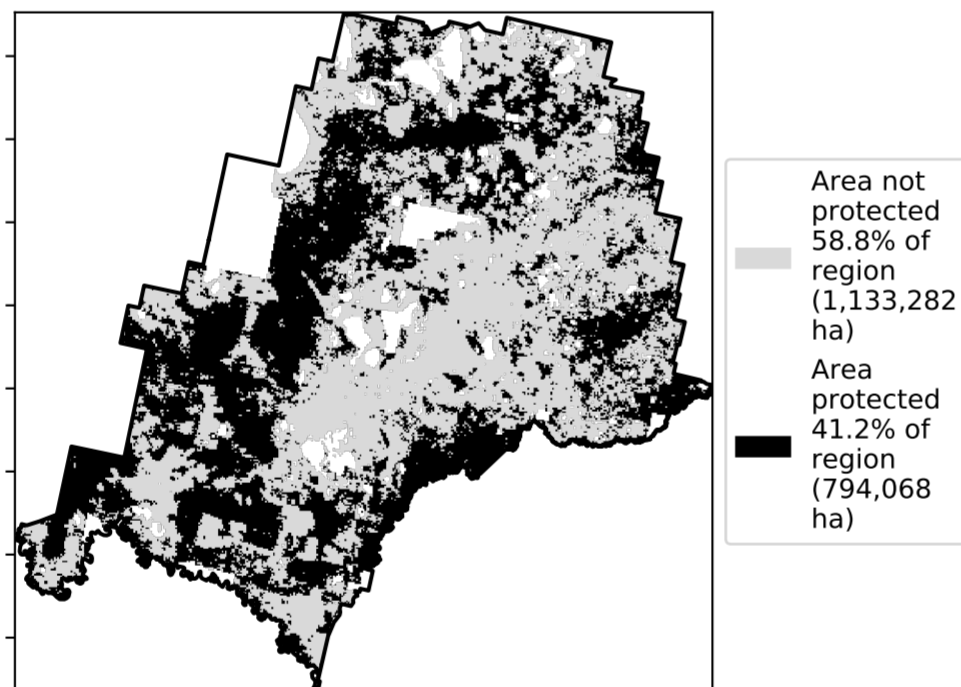 Area not
protected
58.8% of
region
(1,133,282
ha)
Area
protected
41.2% of
region
(794,068
ha)